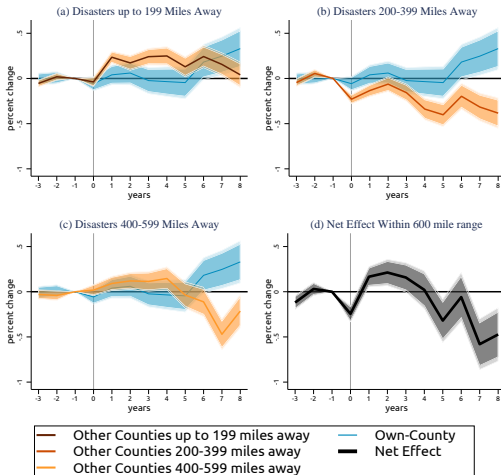 (a) Disasters up to 199 Miles Away
percent change
.5
0
-.5
-1
-3 -2 -1 0 1 2 3 4 5 6 7 8
years
(b) Disasters 200-399 Miles Away
percent change
.5
0
-.5
-1
-3 -2 -1 0 1 2 3 4 5 6 7 8
years
(c) Disasters 400-599 Miles Away
percent change
.5
0
-.5
-1
-3 -2 -1 0 1 2 3 4 5 6 7 8
years
(d) Net Effect Within 600 mile range
percent change
.5
0
-.5
-1
-3 -2 -1 0 1 2 3 4 5 6 7 8
years
Other Counties up to 199 miles away
Own-County
Other Counties 200-399 miles away
Net Effect
Other Counties 400-599 miles away